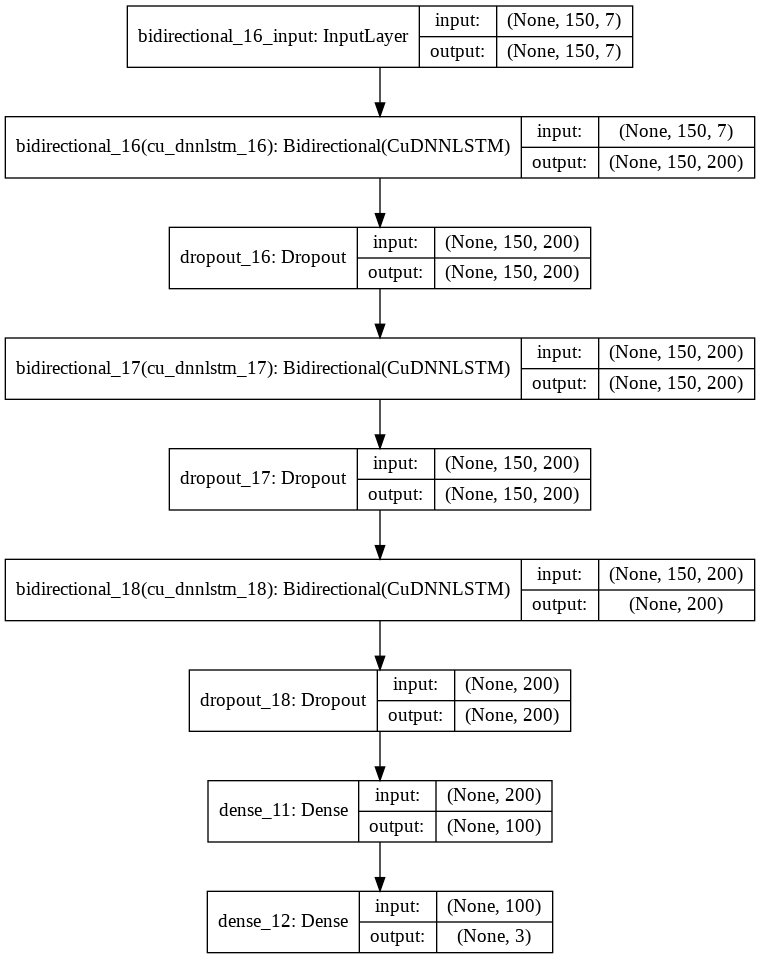 bidirectional_16_input: InputLayer
input: (None, 150, 7)
output: (None, 150, 7)
bidirectional_16(cu_dnnlstm_16): Bidirectional(CuDNNLSTM)
input: (None, 150, 7)
output: (None, 150, 200)
dropout_16: Dropout
input: (None, 150, 200)
output: (None, 150, 200)
bidirectional_17(cu_dnnlstm_17): Bidirectional(CuDNNLSTM)
input: (None, 150, 200)
output: (None, 150, 200)
dropout_17: Dropout
input: (None, 150, 200)
output: (None, 150, 200)
bidirectional_18(cu_dnnlstm_18): Bidirectional(CuDNNLSTM)
input: (None, 150, 200)
output: (None, 200)
dropout_18: Dropout
input: (None, 200)
output: (None, 200)
dense_11: Dense
input: (None, 200)
output: (None, 100)
dense_12: Dense
input: (None, 100)
output: (None, 3)